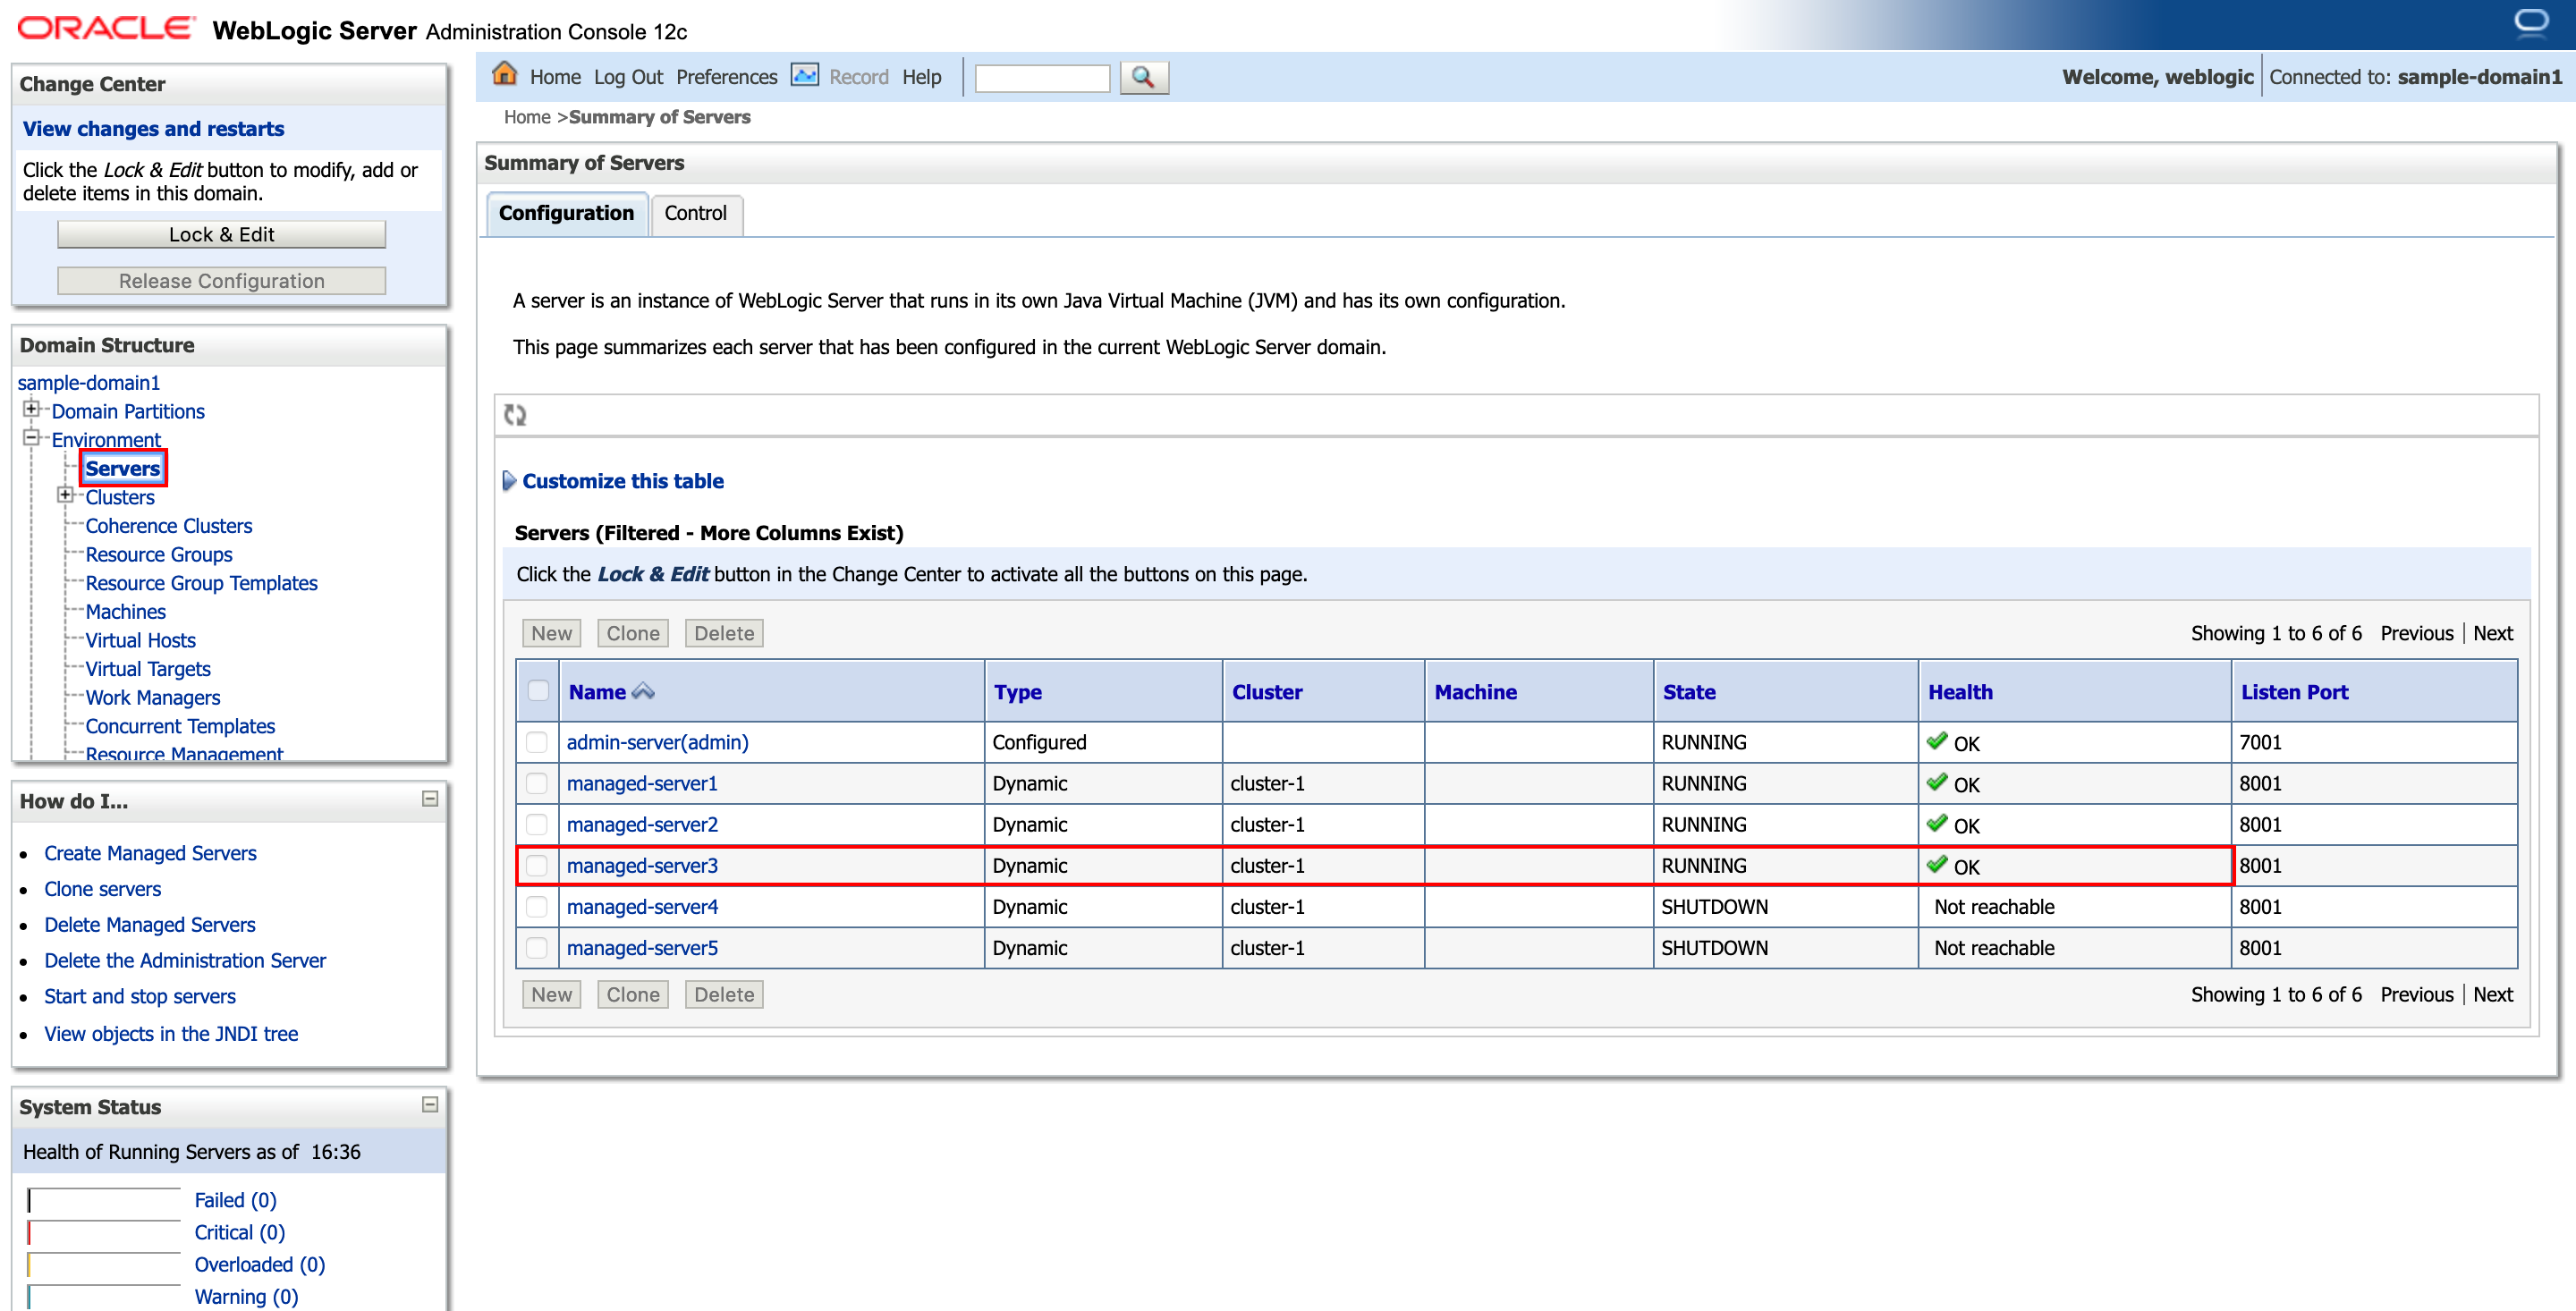 ORACLE WebLogic Server Administration Console 12c
Change Center
View changes and restarts
Click the Lock & Edit button to modify, add or
delete items in this domain.
Lock & Edit
Release Configuration
Domain Structure
sample-domain1
Domain Partitions
Environment
Servers
Clusters
Coherence Clusters
Resource Groups
Resource Group Templates
Machines
Virtual Hosts
Virtual Targets
Work Managers
Concurrent Templates
Resource Management
How do I...
Create Managed Servers
Clone servers
Delete Managed Servers
Delete the Administration Server
Start and stop servers
View objects in the JNDI tree
System Status
Health of Running Servers as of 16:36
Failed (0)
Critical (0)
Overloaded (0)
Warning (0)
Home Log Out Preferences Record Help
Welcome, weblogic Connected to: sample-domain1
Home >Summary of Servers
Summary of Servers
Configuration Control
A server is an instance of WebLogic Server that runs in its own Java Virtual Machine (JVM) and has its own configuration.
This page summarizes each server that has been configured in the current WebLogic Server domain.
Customize this table
Servers (Filtered - More Columns Exist)
Click the Lock & Edit button in the Change Center to activate all the buttons on this page.
New Clone Delete Showing 1 to 6 of 6 Previous | Next
Name Type Cluster Machine State Health Listen Port
admin-server(admin) Configured RUNNING OK 7001
managed-server1 Dynamic cluster-1 RUNNING OK 8001
managed-server2 Dynamic cluster-1 RUNNING OK 8001
managed-server3 Dynamic cluster-1 RUNNING OK 8001
managed-server4 Dynamic cluster-1 SHUTDOWN Not reachable 8001
managed-server5 Dynamic cluster-1 SHUTDOWN Not reachable 8001
New Clone Delete Showing 1 to 6 of 6 Previous | Next